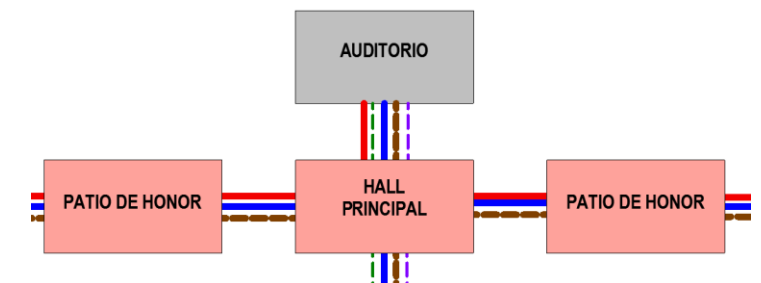 AUDITORIO
PATIO DE HONOR
HALL
PRINCIPAL
PATIO DE HONOR